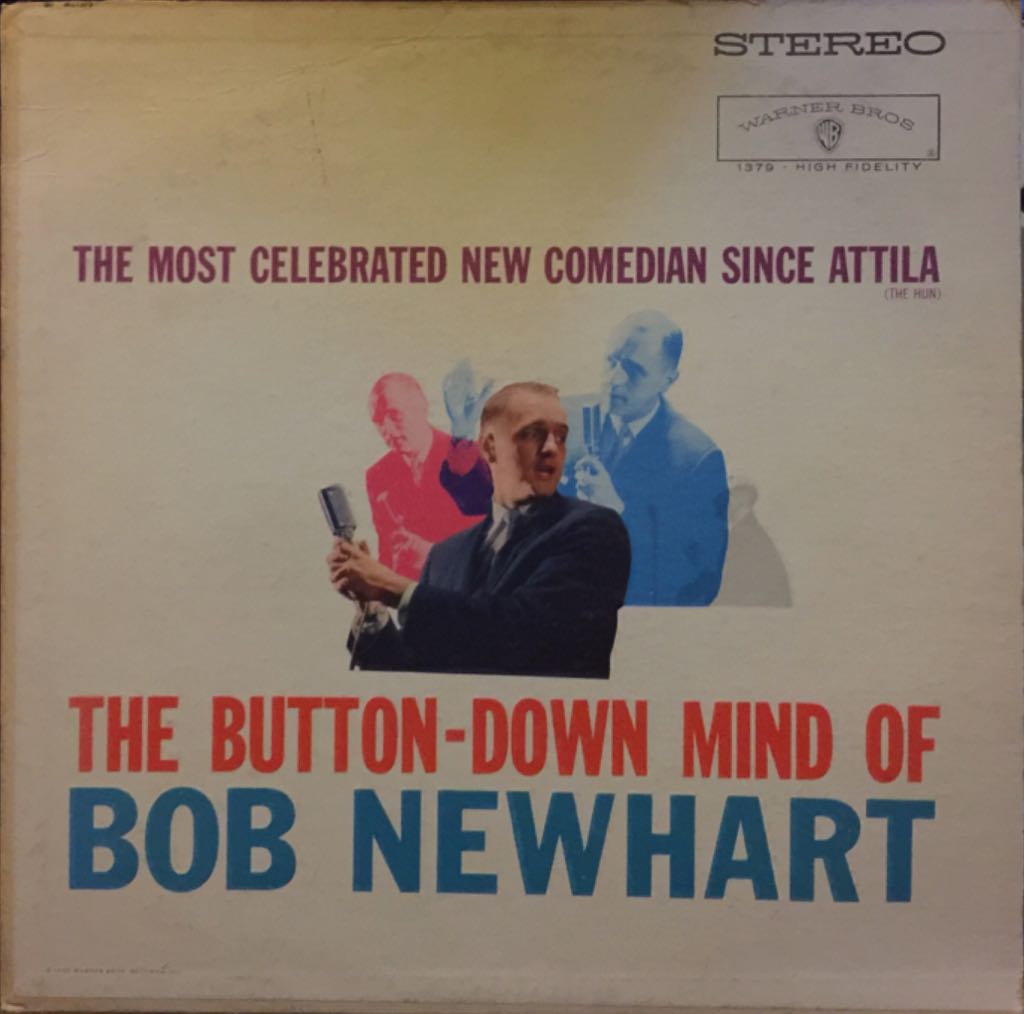 STEREO
WARNER BROS
WB
®
1379 - HIGH FIDELITY
THE MOST CELEBRATED NEW COMEDIAN SINCE ATTILA
(THE HUN)
THE BUTTON-DOWN MIND OF
BOB NEWHART